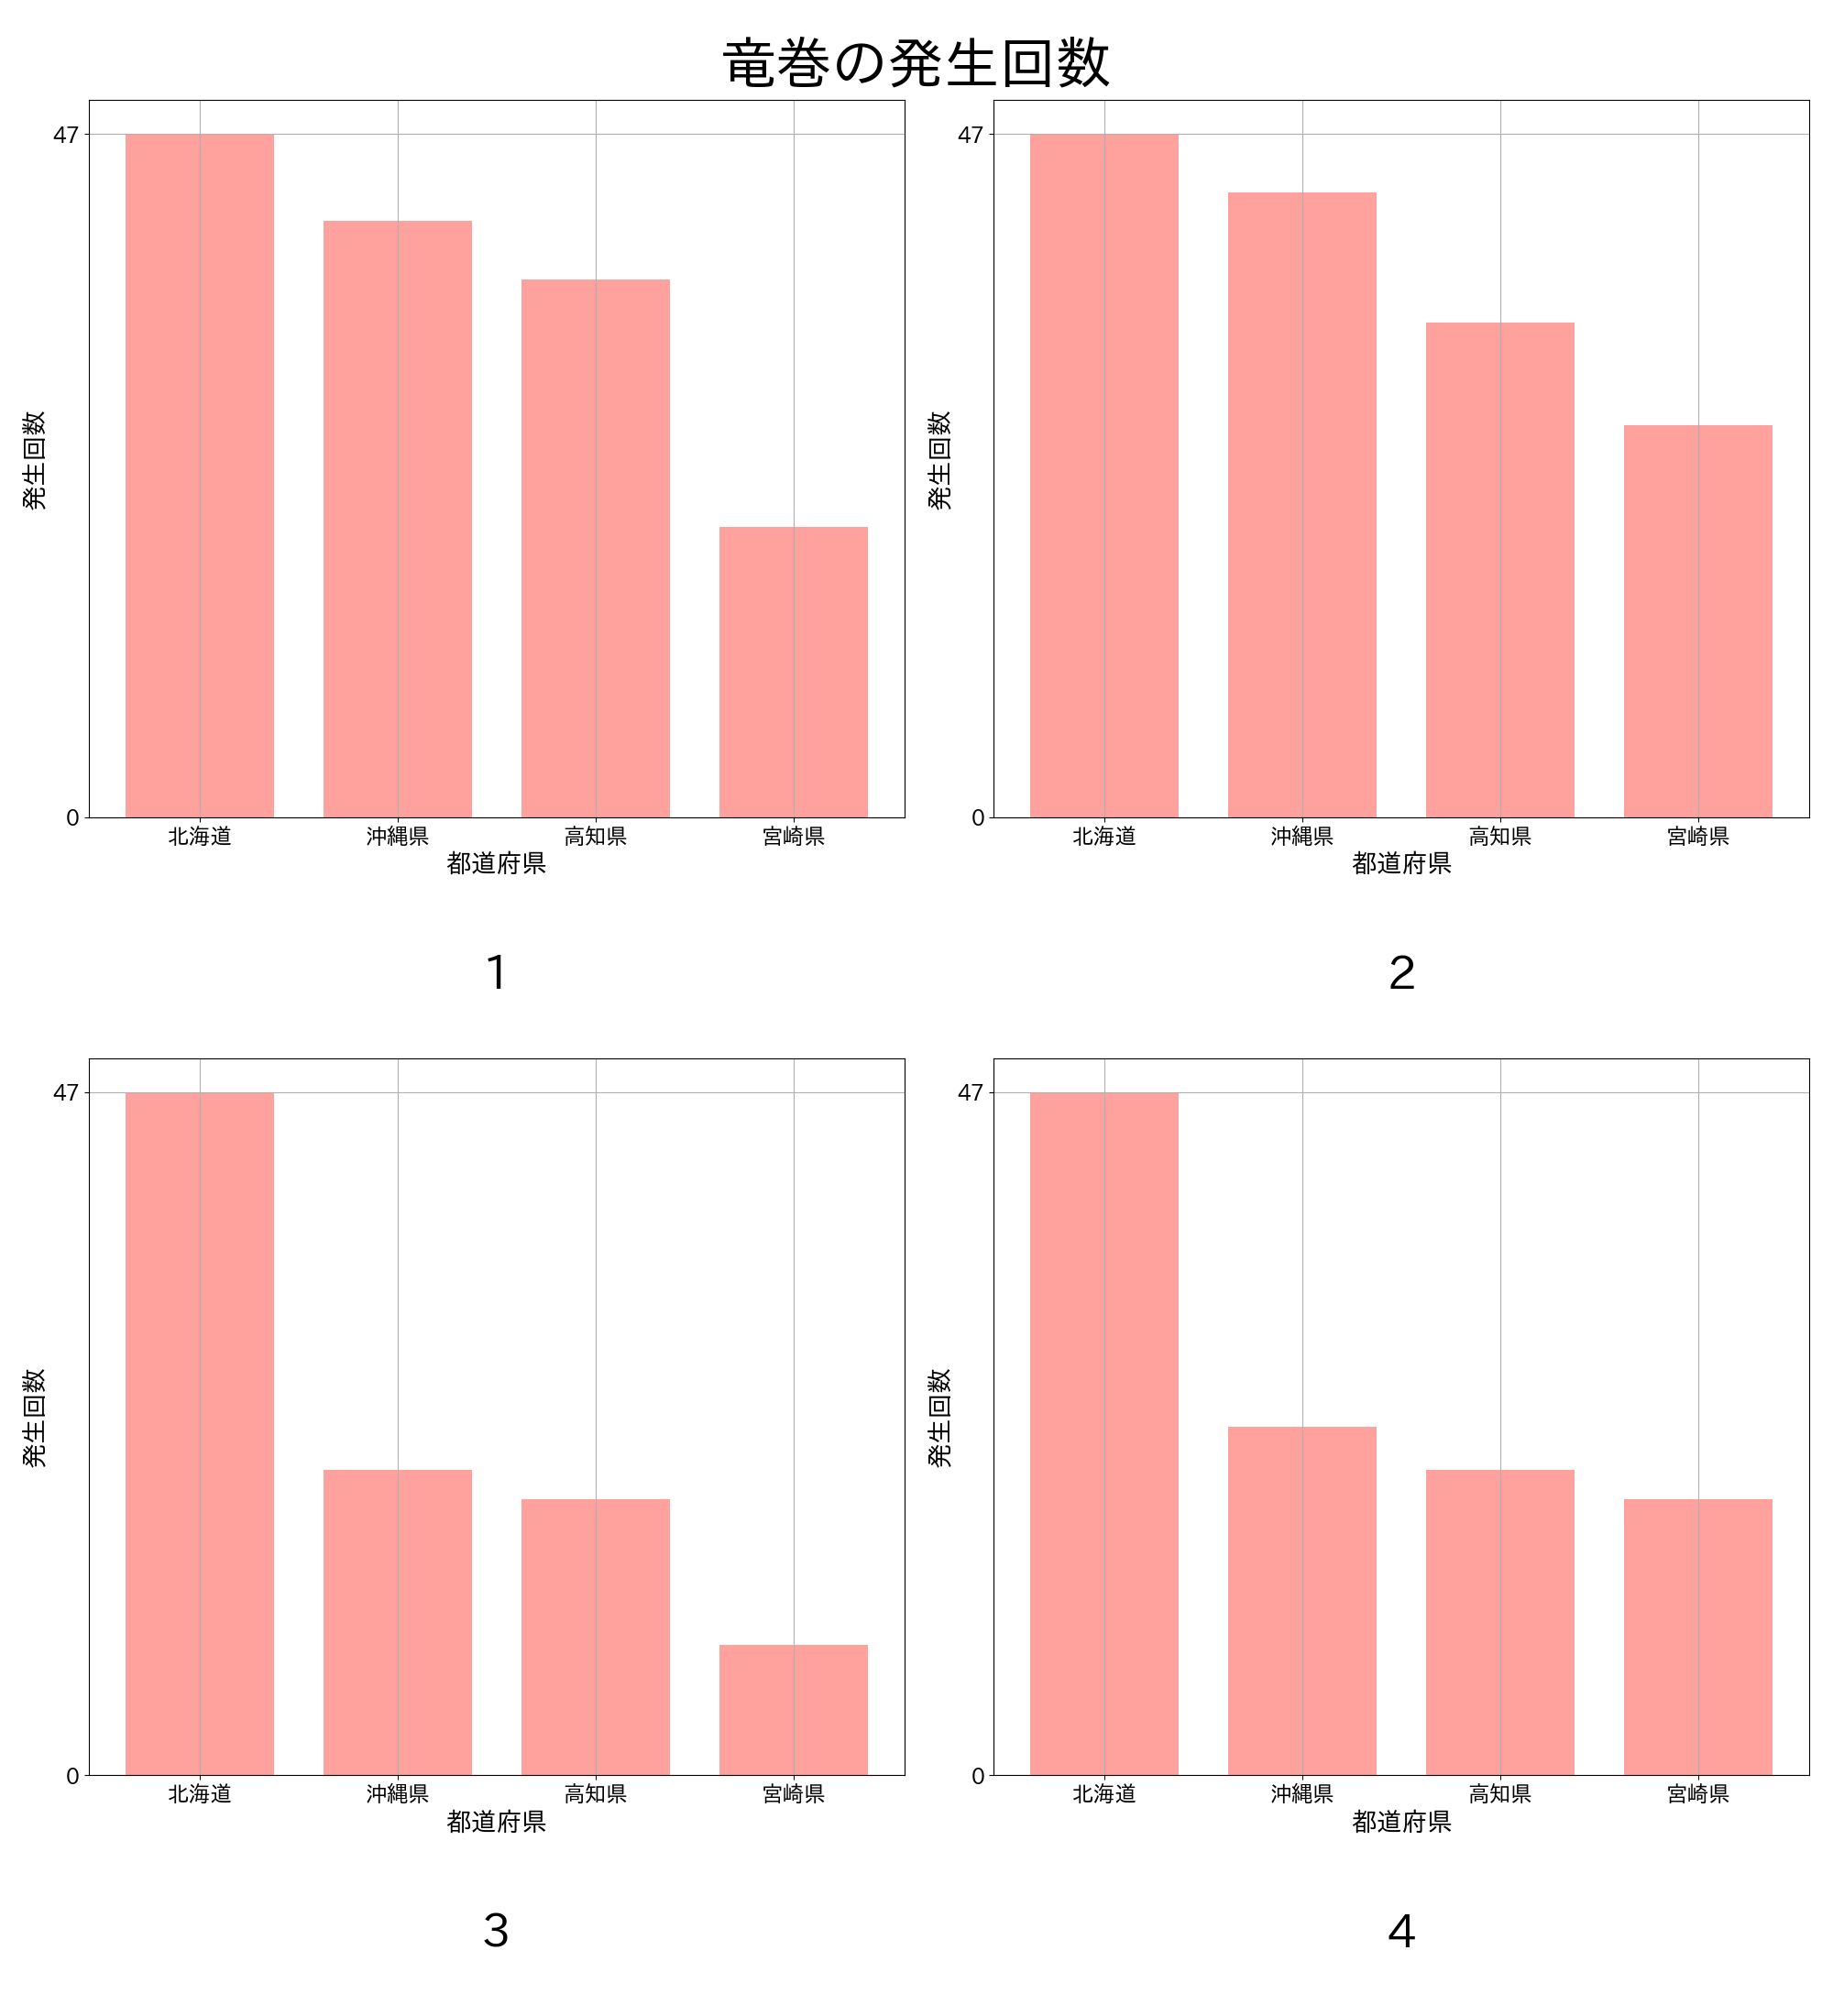 竜巻の発生回数
47
発生回数
0
北海道 沖縄県 高知県 宮崎県
都道府県
1
47
発生回数
0
北海道 沖縄県 高知県 宮崎県
都道府県
2
47
発生回数
0
北海道 沖縄県 高知県 宮崎県
都道府県
3
47
発生回数
0
北海道 沖縄県 高知県 宮崎県
都道府県
4